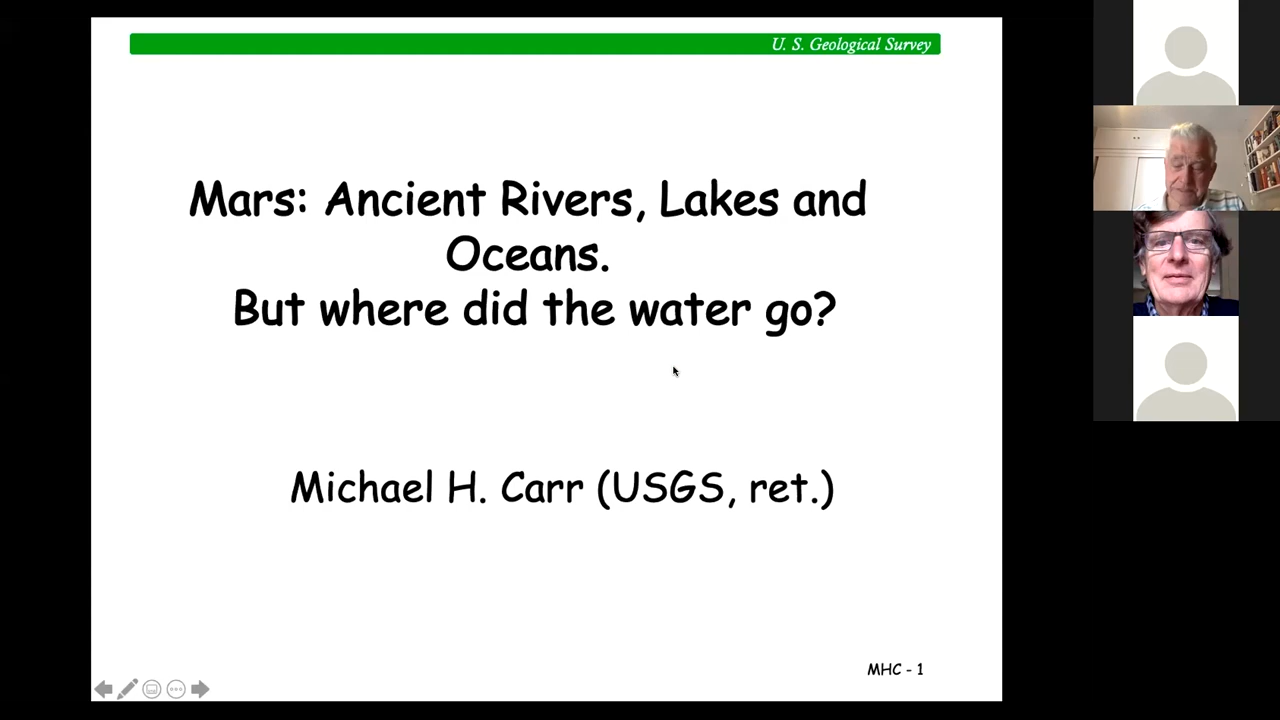 U. S. Geological Survey
Mars: Ancient Rivers, Lakes and
Oceans.
But where did the water go?
Michael H. Carr (USGS, ret.)
MHC - 1